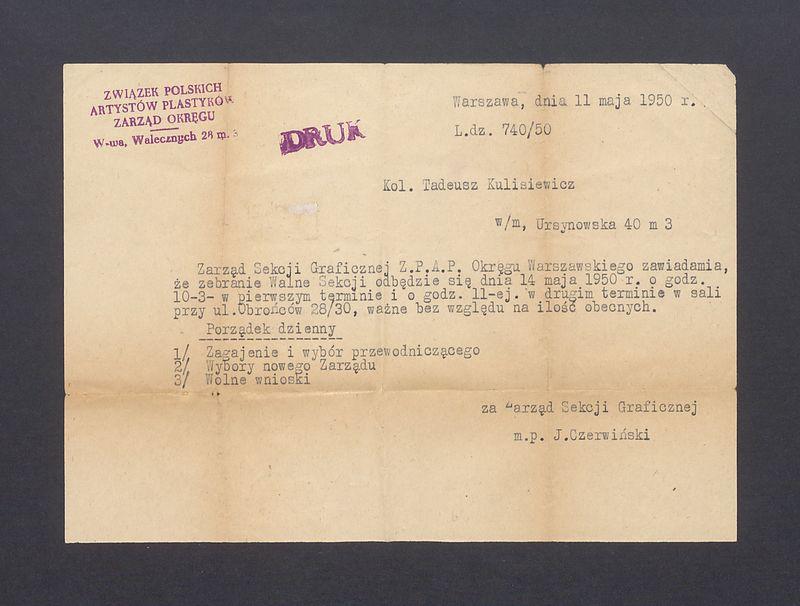 ZWIĄZEK POLSKICH
ARTYSTÓW PLASTYKÓW
ZARZĄD OKRĘGU
W-wa, Walecznych 28 m. 3
DRUK
Warszawa, dnia 11 maja 1950 r.
L.dz. 740/50
Kol. Tadeusz Kulisiewicz
w/m, Ursynowska 40 m 3
Zarząd Sekcji Graficznej Z.P.A.P. Okręgu Warszawskiego zawiadamia,
że zebranie Walne Sekcji odbędzie się dnia 14 maja 1950 r. o godz.
10-3- w pierwszym terminie i o godz. 11-ej. w drugim terminie w sali
przy ul.Obrońców 28/30, ważne bez względu na ilość obecnych.
Porządek dzienny
1/ Zagajenie i wybór przewodniczącego
2/ Wybory nowego Zarządu
3/ Wolne wnioski
za Zarząd Sekcji Graficznej
m.p. J.Czerwiński